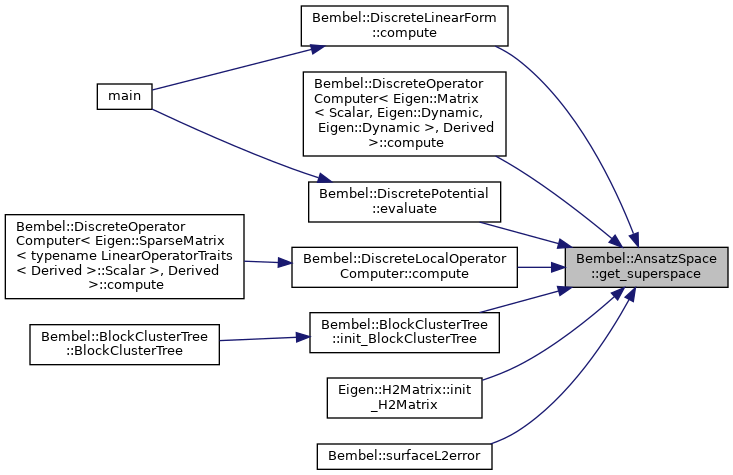 Bembel::DiscreteLinearForm
::compute
main
Bembel::DiscreteOperator
Computer< Eigen::Matrix
< Scalar, Eigen::Dynamic,
Eigen::Dynamic >, Derived
>::compute
Bembel::DiscretePotential
::evaluate
Bembel::DiscreteOperator
Computer< Eigen::SparseMatrix
< typename LinearOperatorTraits
< Derived >::Scalar >, Derived
>::compute
Bembel::DiscreteLocalOperator
Computer::compute
Bembel::AnsatzSpace
::get_superspace
Bembel::BlockClusterTree
::BlockClusterTree
Bembel::BlockClusterTree
::init_BlockClusterTree
Eigen::H2Matrix::init
_H2Matrix
Bembel::surfaceL2error